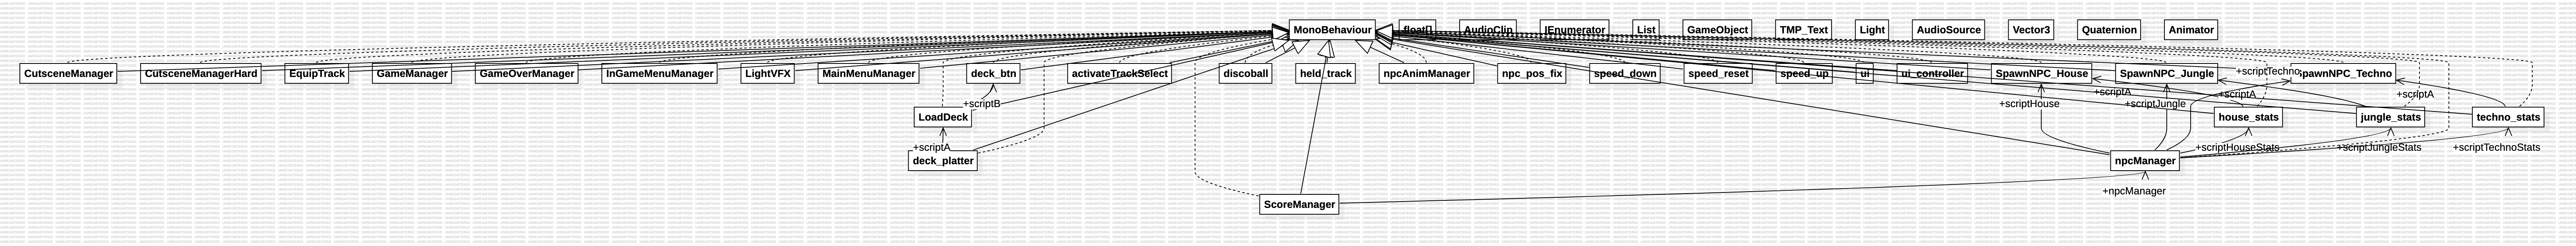 MonoBehaviour
float[]
AudioClip
IEnumerator
List
GameObject
TMP_Text
Light
AudioSource
Vector3
Quaternion
Animator
CutsceneManager
CutsceneManagerHard
EquipTrack
GameManager
GameOverManager
InGameMenuManager
LightVFX
MainMenuManager
deck_btn
activateTrackSelect
discoball
held_track
npcAnimManager
npc_pos_fix
speed_down
speed_reset
speed_up
ui
ui_controller
SpawnNPC_House
SpawnNPC_Jungle
+scriptTechno
SpawnNPC_Techno
+scriptB
+scriptHouse
+scriptA
+scriptJungle
+scriptA
+scriptA
LoadDeck
house_stats
jungle_stats
techno_stats
+scriptA
+scriptHouseStats
+scriptJungleStats
+scriptTechnoStats
deck_platter
npcManager
+npcManager
ScoreManager